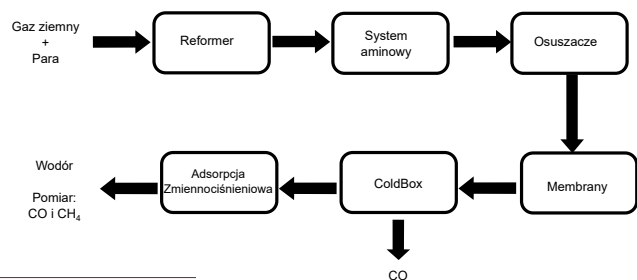 Gaz ziemny
+
Para
Reformer
System
aminowy
Osuszacze
Wodór
Pomiar:
CO i CH₄
Adsorpcja
Zmiennociśnieniowa
ColdBox
Membrany
CO